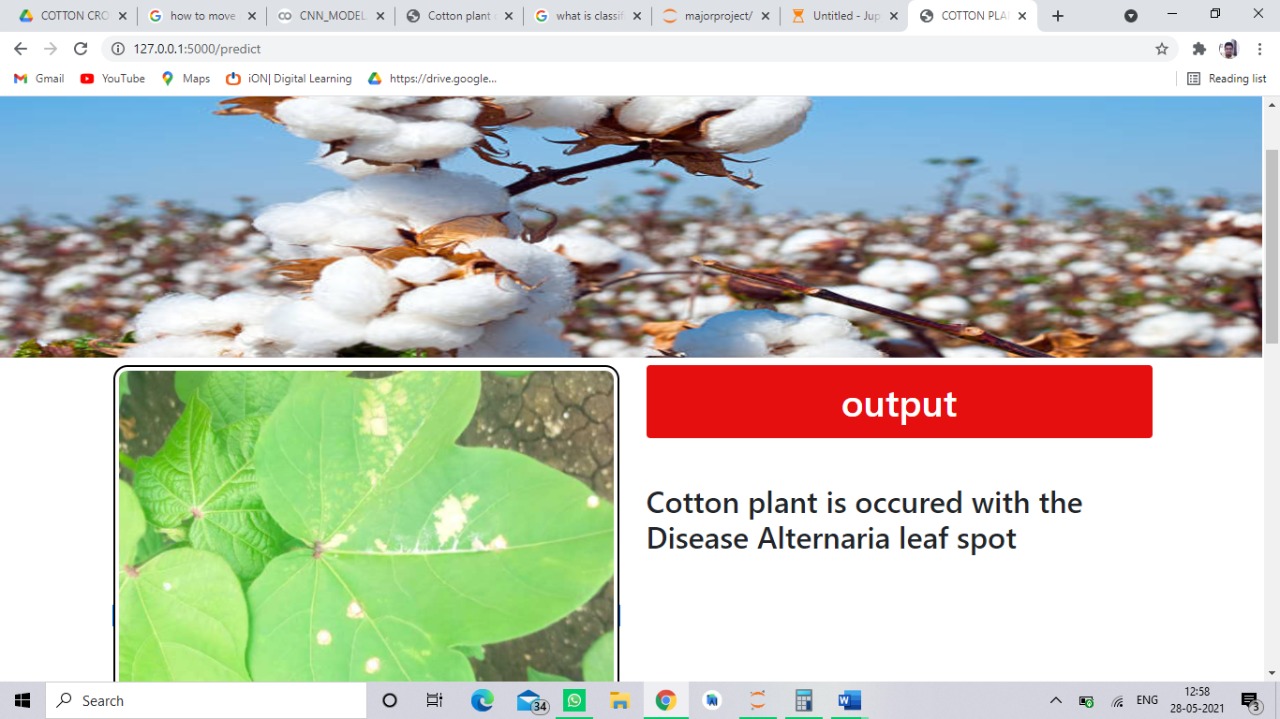 COTTON CRO
how to move
CNN_MODEL.
Cotton plant
what is classif
majorproject/
Untitled - Jup
COTTON PLA
127.0.0.1:5000/predict
Gmail
YouTube
Maps
iON| Digital Learning
https://drive.google...
Reading list
output
Cotton plant is occured with the
Disease Alternaria leaf spot
Search
34
ENG
12:58
28-05-2021
3